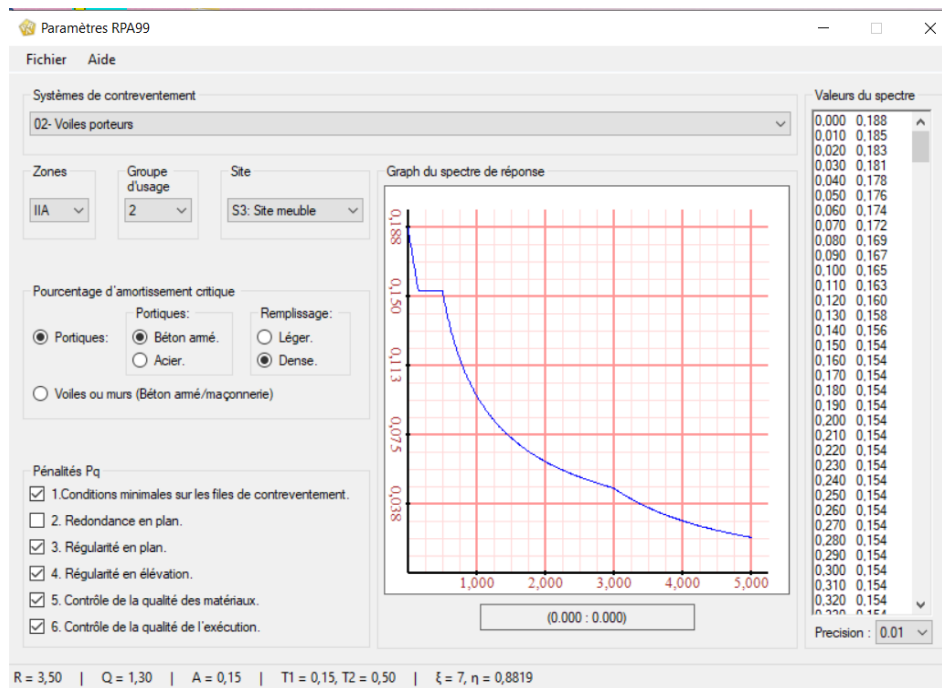 Paramètres RPA99
Fichier Aide
Systèmes de contreventement
02- Voiles porteurs
Zones
IIA
Groupe
d'usage
2
Site
S3: Site meuble
Pourcentage d'amortissement critique
Portiques:
Portiques:
Béton armé.
Acier.
Remplissage:
Léger.
Dense.
Voiles ou murs (Béton armé/maçonnerie)
Pénalités Pq
1.Conditions minimales sur les files de contreventement.
2. Redondance en plan.
3. Régularité en plan.
4. Régularité en élévation.
5. Contrôle de la qualité des matériaux.
6. Contrôle de la qualité de l'exécution.
Graph du spectre de réponse
0,188
0,150
0,113
0,075
0,038
1,000 2,000 3,000 4,000 5,000
(0.000 : 0.000)
Valeurs du spectre
0,000 0,188
0,010 0,185
0,020 0,183
0,030 0,181
0,040 0,178
0,050 0,176
0,060 0,174
0,070 0,172
0,080 0,169
0,090 0,167
0,100 0,165
0,110 0,163
0,120 0,160
0,130 0,158
0,140 0,156
0,150 0,154
0,160 0,154
0,170 0,154
0,180 0,154
0,190 0,154
0,200 0,154
0,210 0,154
0,220 0,154
0,230 0,154
0,240 0,154
0,250 0,154
0,260 0,154
0,270 0,154
0,280 0,154
0,290 0,154
0,300 0,154
0,310 0,154
0,320 0,154
Precision : 0.01
R = 3,50 | Q = 1,30 | A = 0,15 | T1 = 0,15, T2 = 0,50 | ξ = 7, η = 0,8819